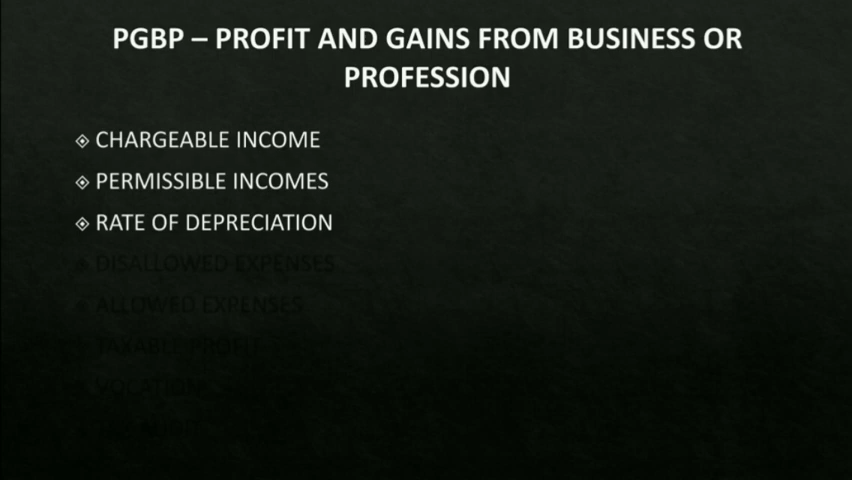 PGBP – PROFIT AND GAINS FROM BUSINESS OR
PROFESSION
CHARGEABLE INCOME
PERMISSIBLE INCOMES
RATE OF DEPRECIATION
DISALLOWED EXPENSES
ALLOWED EXPENSES
TAXABLE PROFIT